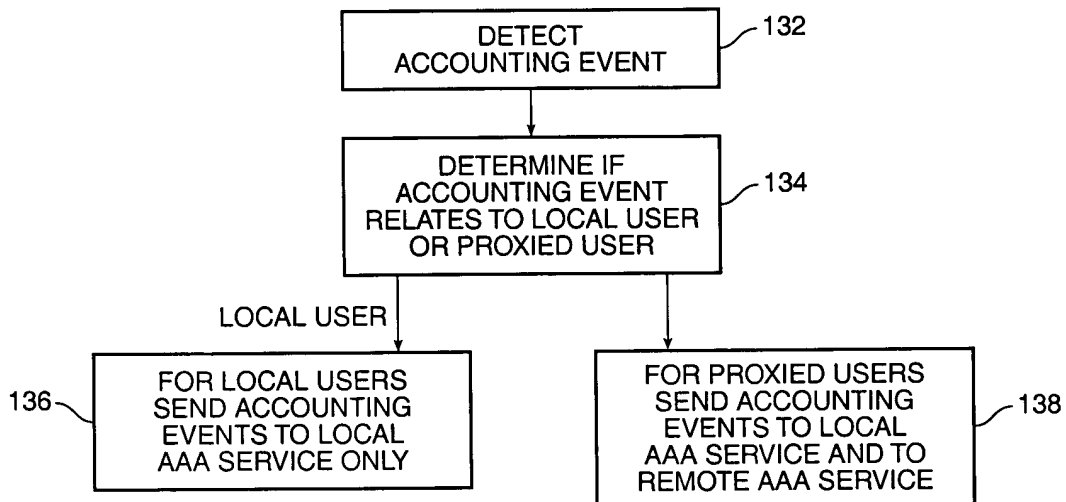 DETECT
ACCOUNTING EVENT
132
DETERMINE IF
ACCOUNTING EVENT
RELATES TO LOCAL USER
OR PROXIED USER
134
LOCAL USER
136
FOR LOCAL USERS
SEND ACCOUNTING
EVENTS TO LOCAL
AAA SERVICE ONLY
FOR PROXIED USERS
SEND ACCOUNTING
EVENTS TO LOCAL
AAA SERVICE AND TO
REMOTE AAA SERVICE
138